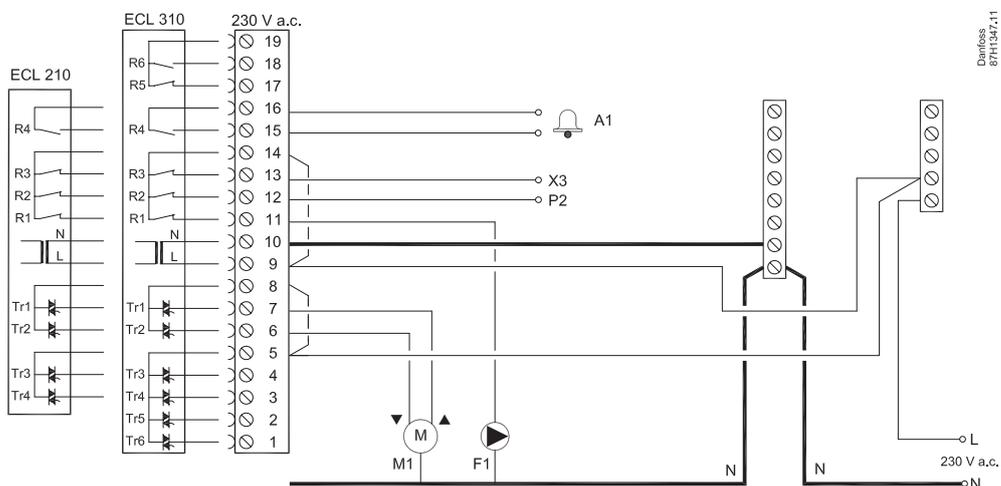 ECL 310
230 V a.c.
Danfoss
87H1347.11
ECL 210
19
R6
18
R5
17
16
A1
R4
R4
15
14
R3
R3
13
X3
R2
R2
12
P2
R1
R1
11
N
N
10
L
L
9
8
Tr1
Tr1
7
Tr2
Tr2
6
5
Tr3
Tr3
4
Tr4
Tr4
3
Tr5
2
Tr6
1
M
L
M1
F1
N
N
230 V a.c.
N